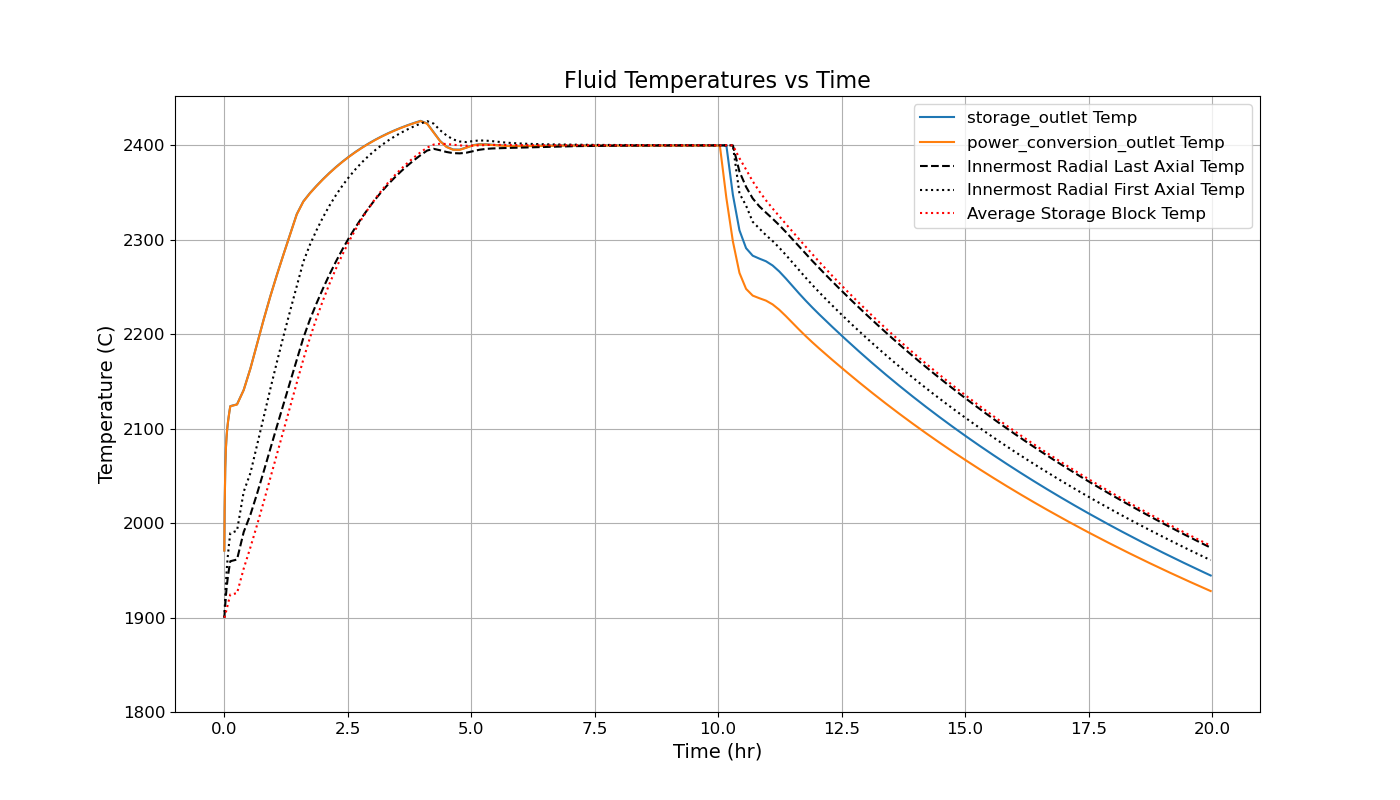 Fluid Temperatures vs Time
storage_outlet Temp
power_conversion_outlet Temp
Innermost Radial Last Axial Temp
Innermost Radial First Axial Temp
Average Storage Block Temp
Temperature (C)
2400
2300
2200
2100
2000
1900
1800
0.0 2.5 5.0 7.5 10.0 12.5 15.0 17.5 20.0
Time (hr)